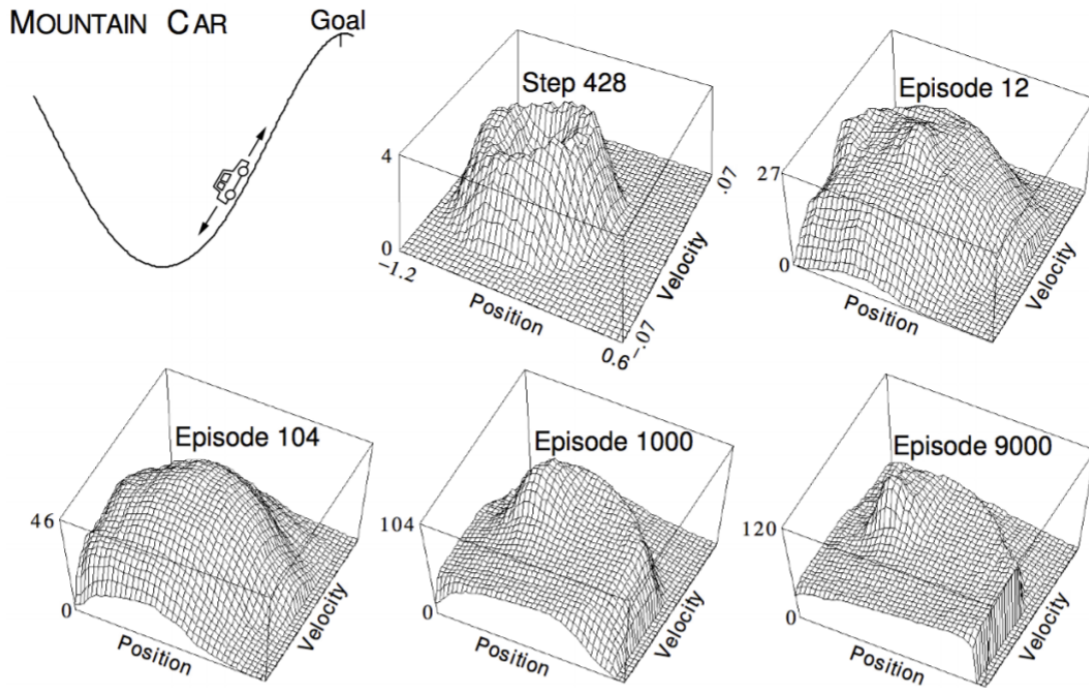 MOUNTAIN CAR
Goal
Step 428
4
0
-1.2
Position
0.6
-.07
Velocity
.07
Episode 12
27
0
Position
Velocity
Episode 104
46
0
Position
Velocity
Episode 1000
104
0
Position
Velocity
Episode 9000
120
0
Position
Velocity